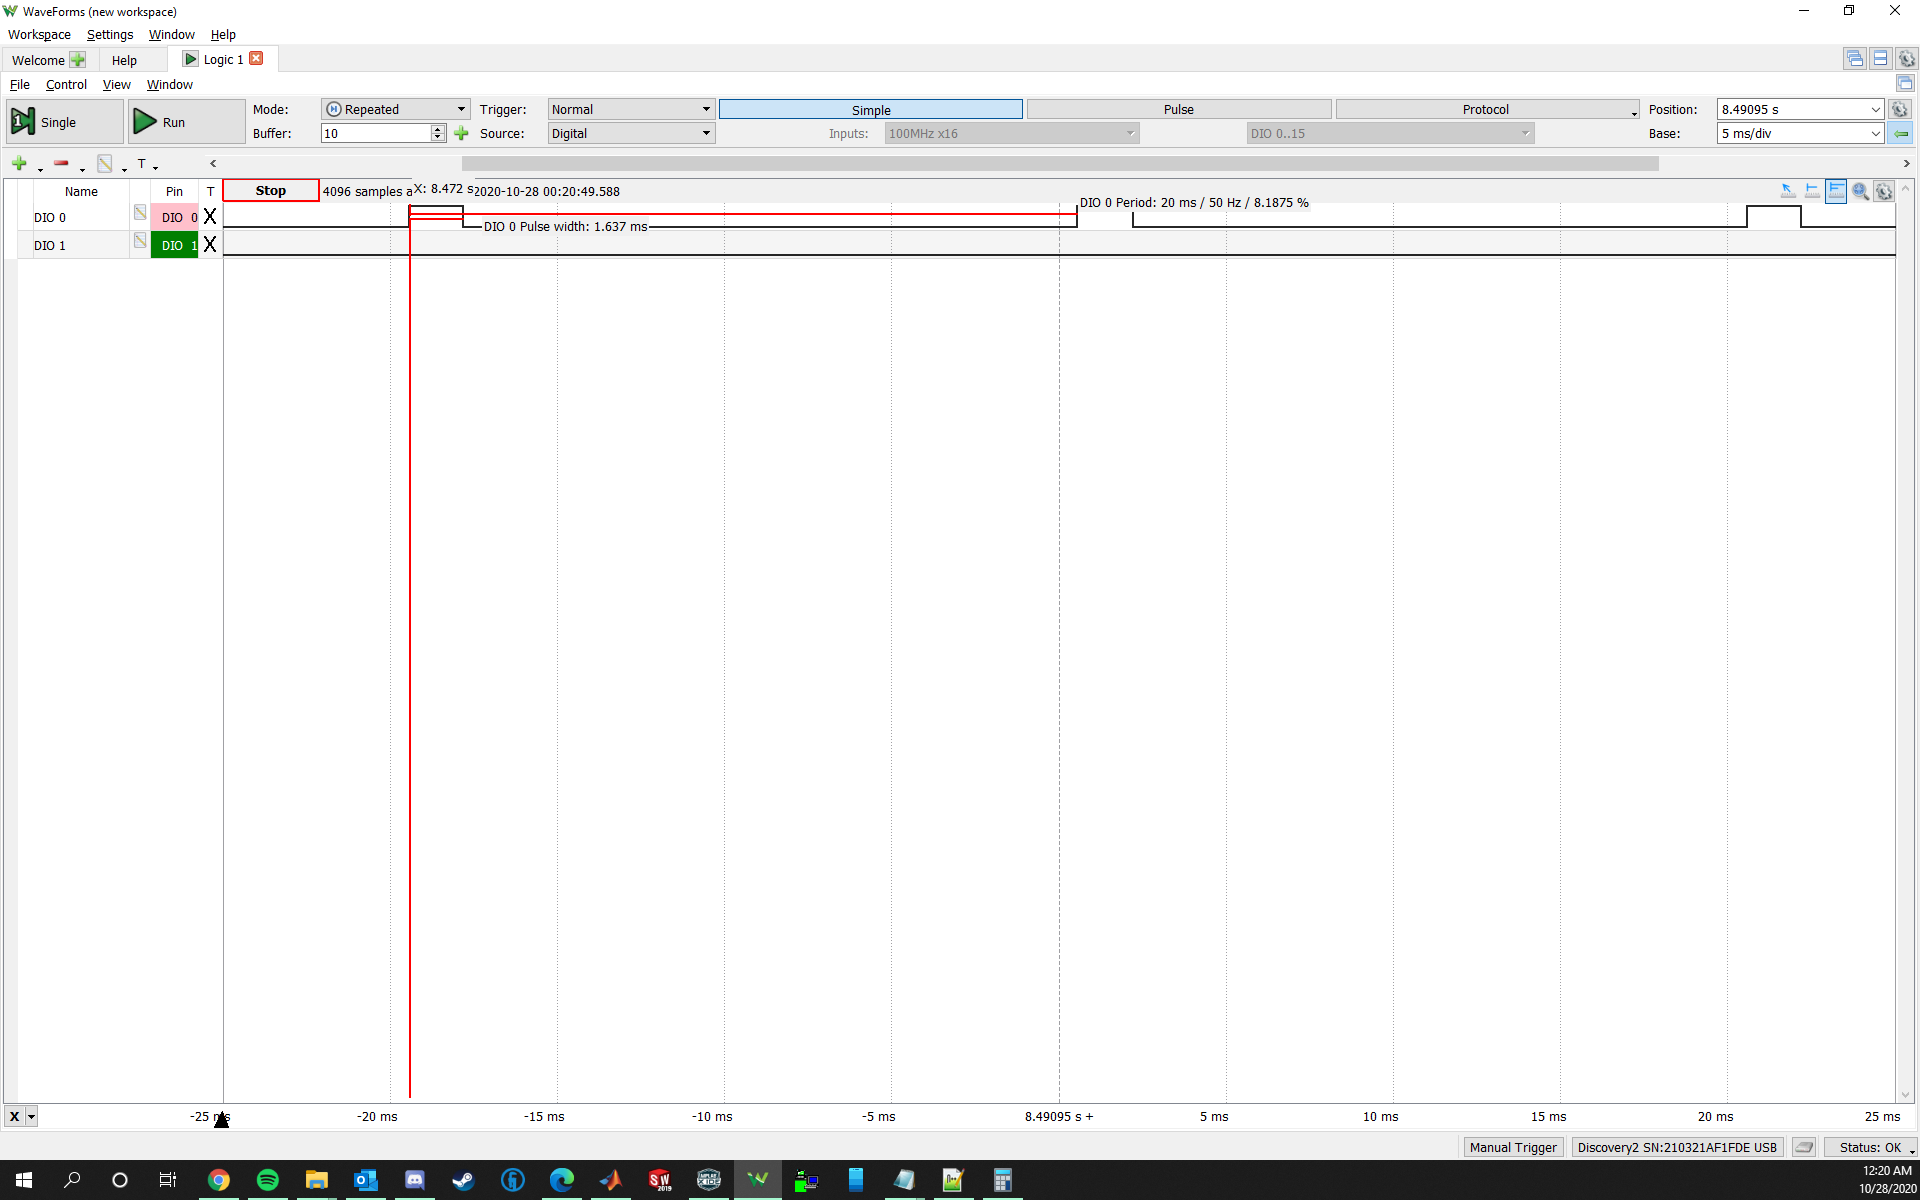 WaveForms (new workspace)
Workspace Settings Window Help
Welcome Help Logic 1
File Control View Window
Single Run Mode: Repeated Trigger: Normal Simple Pulse Protocol Position: 8.49095 s
Buffer: 10 Source: Digital Inputs: 100MHz x16 DIO 0..15 Base: 5 ms/div
T
Name Pin T Stop 4096 samples a X: 8.472 s 2020-10-28 00:20:49.588
DIO 0 Period: 20 ms / 50 Hz / 8.1875 %
DIO 0 DIO 0 X DIO 0 Pulse width: 1.637 ms
DIO 1 DIO 1 X
X -25 ms -20 ms -15 ms -10 ms -5 ms 8.49095 s + 5 ms 10 ms 15 ms 20 ms 25 ms
Manual Trigger Discovery2 SN:210321AF1FDE USB Status: OK
12:20 AM
10/28/2020